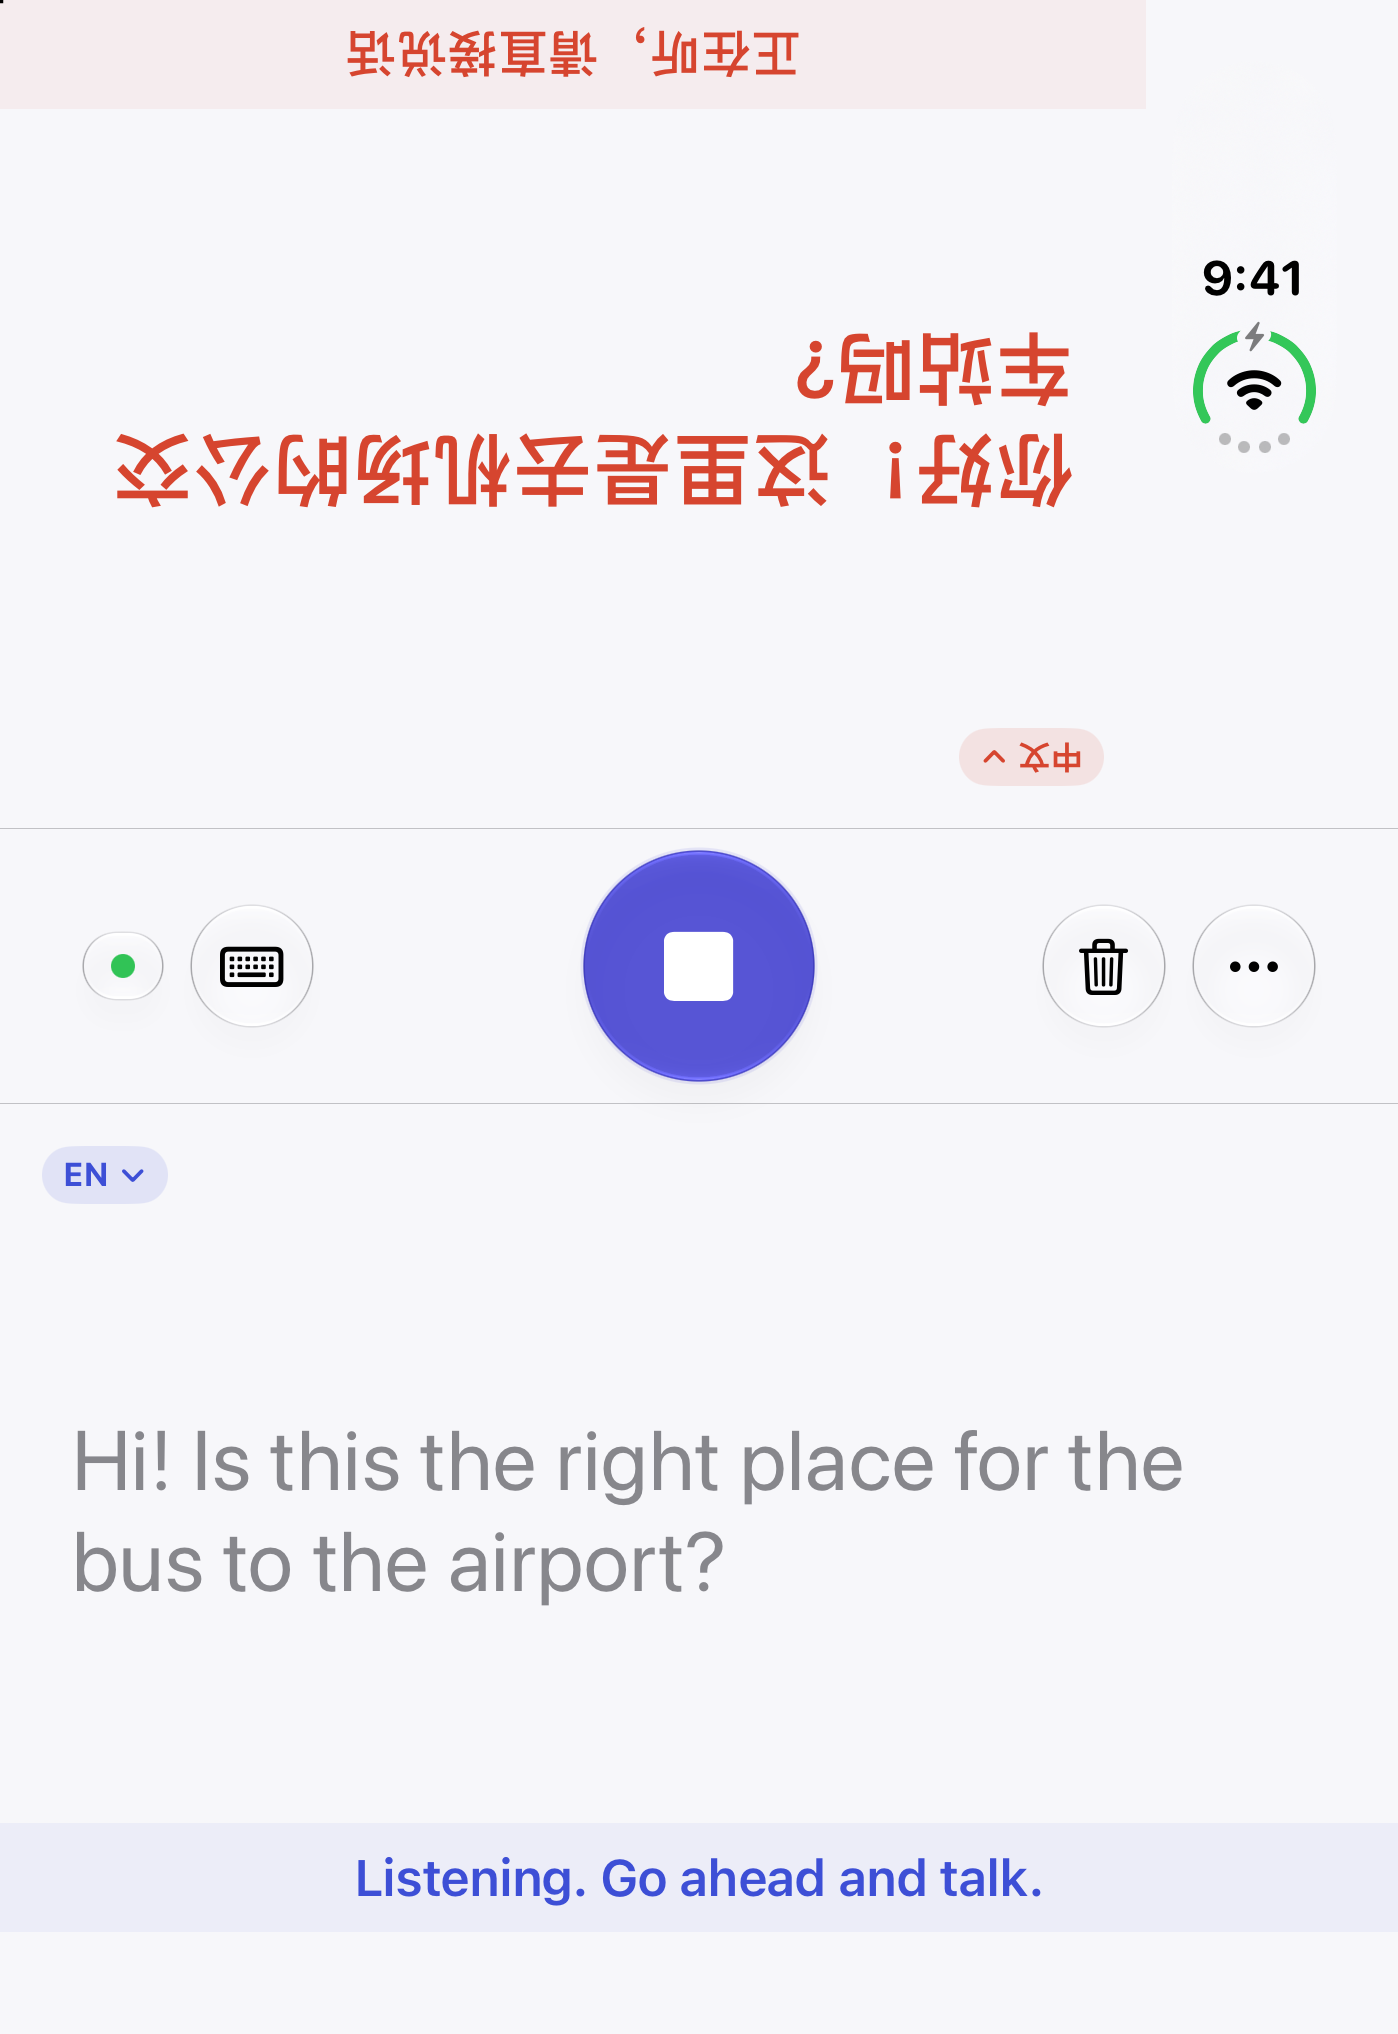 正在听，请直接说话
9:41
你好！这里是去机场的公交
车站吗？
中文
EN
Hi! Is this the right place for the
bus to the airport?
Listening. Go ahead and talk.